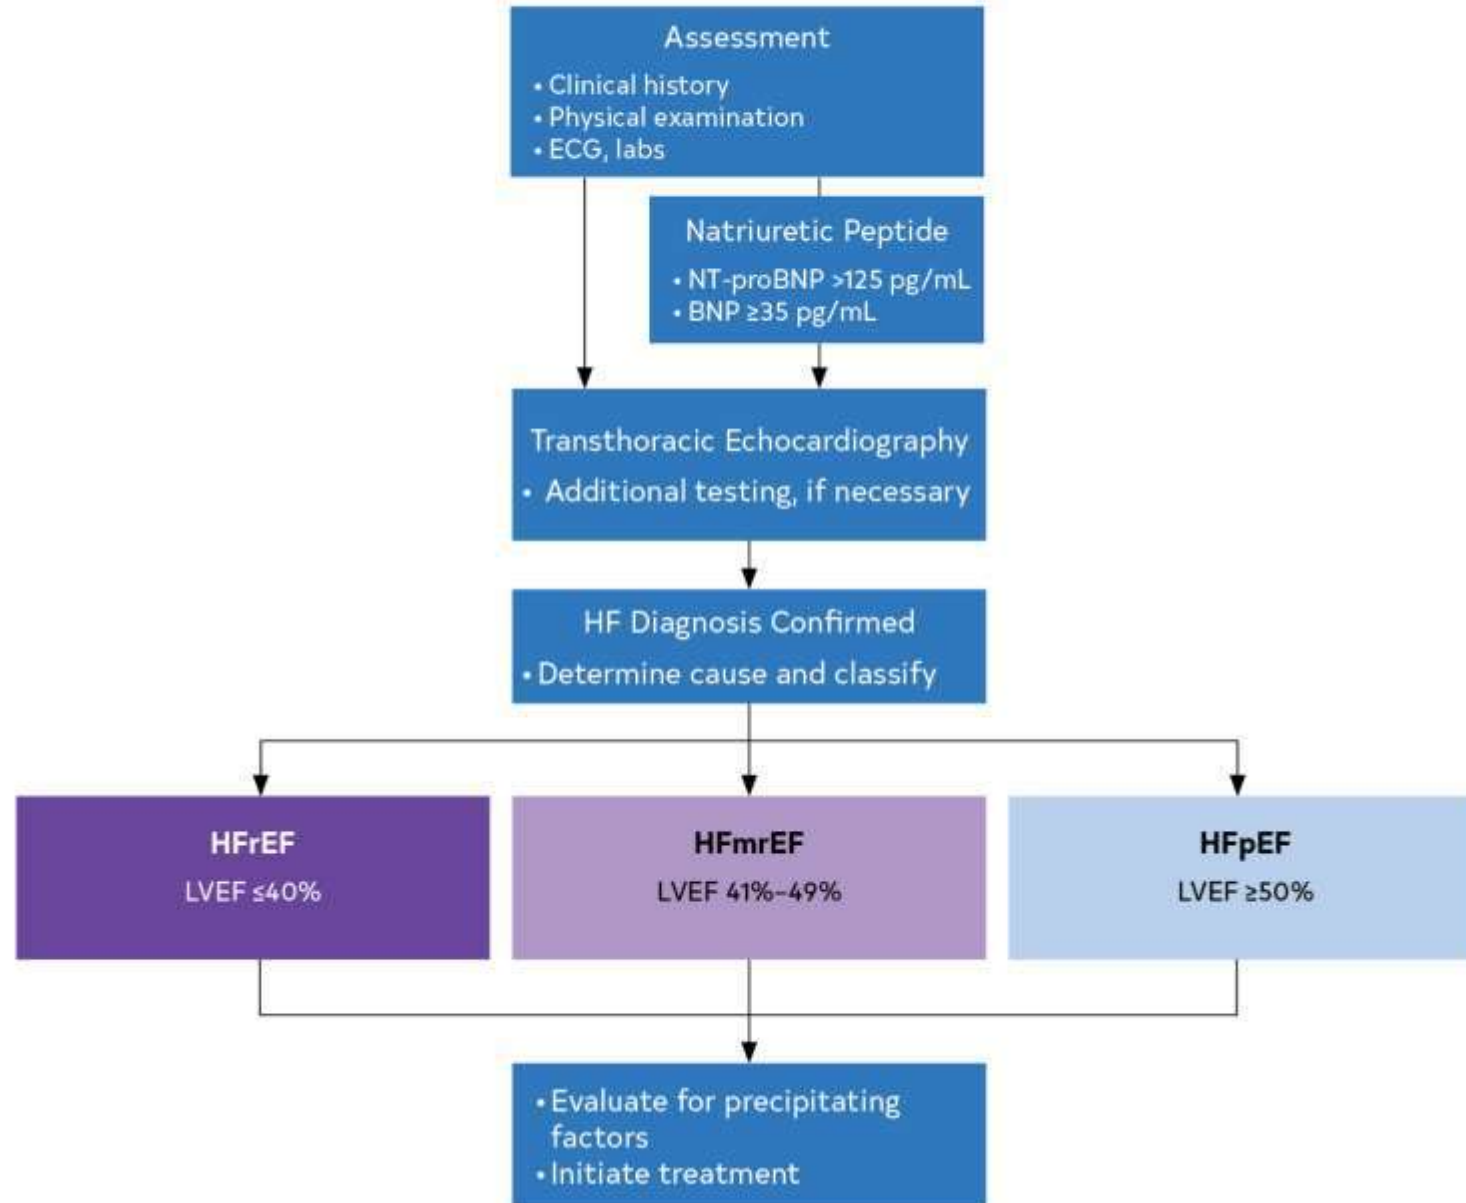 Assessment
• Clinical history
• Physical examination
• ECG, labs
Natriuretic Peptide
• NT-proBNP >125 pg/mL
• BNP ≥35 pg/mL
Transthoracic Echocardiography
• Additional testing, if necessary
HF Diagnosis Confirmed
• Determine cause and classify
HFrEF
LVEF ≤40%
HFmrEF
LVEF 41%–49%
HFpEF
LVEF ≥50%
• Evaluate for precipitating
factors
• Initiate treatment